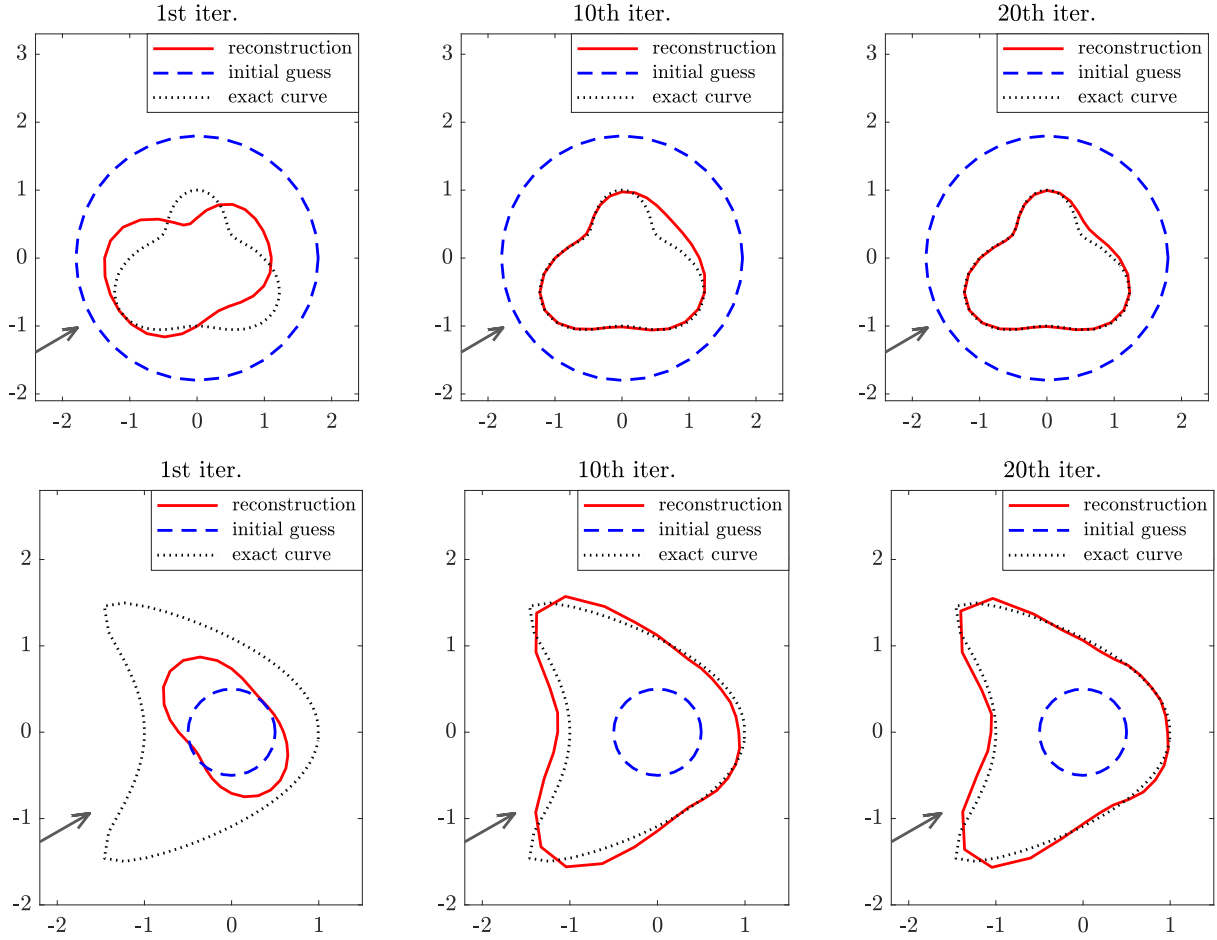 1st iter.
3
2
1
0
-1
-2
-2 -1 0 1 2
reconstruction
initial guess
exact curve
10th iter.
3
2
1
0
-1
-2
-2 -1 0 1 2
reconstruction
initial guess
exact curve
20th iter.
3
2
1
0
-1
-2
-2 -1 0 1 2
reconstruction
initial guess
exact curve
1st iter.
2
1
0
-1
-2
-2 -1 0 1
reconstruction
initial guess
exact curve
10th iter.
2
1
0
-1
-2
-2 -1 0 1
reconstruction
initial guess
exact curve
20th iter.
2
1
0
-1
-2
-2 -1 0 1
reconstruction
initial guess
exact curve